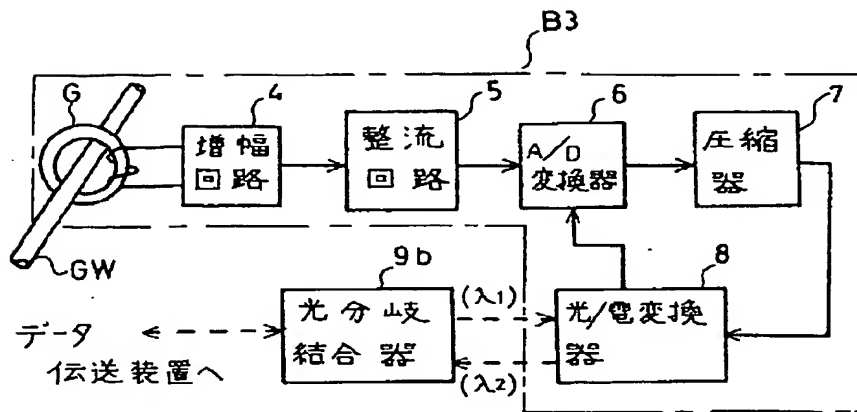 B3
G
4
増幅
回路
5
整流
回路
6
A/D
変換器
7
圧縮
器
GW
9b
光分岐
結合器
(λ1)
(λ2)
8
光/電変換
器
データ
伝送装置へ